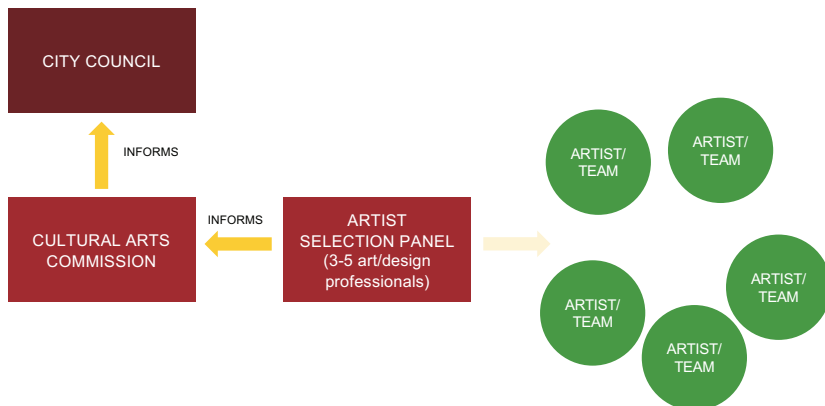 CITY COUNCIL
INFORMS
CULTURAL ARTS
COMMISSION
INFORMS
ARTIST
SELECTION PANEL
(3-5 art/design
professionals)
ARTIST/
TEAM
ARTIST/
TEAM
ARTIST/
TEAM
ARTIST/
TEAM
ARTIST/
TEAM